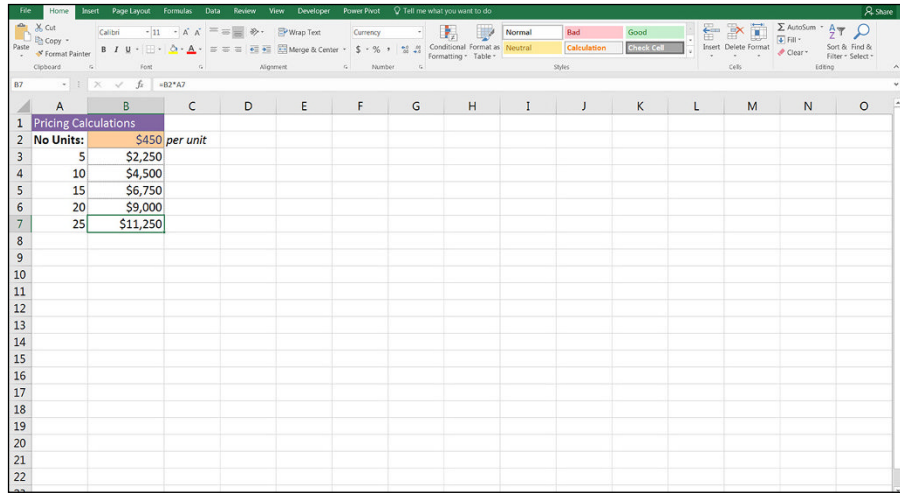 File Home Insert Page Layout Formulas Data Review View Developer Power Pivot Tell me what you want to do Share
Cut
Copy
Format Painter
Paste
Calibri 11
B I U
Wrap Text
Merge & Center
Currency
$ % ,
Conditional Formatting
Format as Table
Normal Bad Good
Neutral Calculation Check Cell
Insert Delete Format
AutoSum
Fill
Clear
Sort & Filter
Find & Select
Clipboard Font Alignment Number Styles Cells Editing
B7 fx =B2*A7
A B C D E F G H I J K L M N O
1 Pricing Calculations
2 No Units: $450 per unit
3 5 $2,250
4 10 $4,500
5 15 $6,750
6 20 $9,000
7 25 $11,250
8
9
10
11
12
13
14
15
16
17
18
19
20
21
22